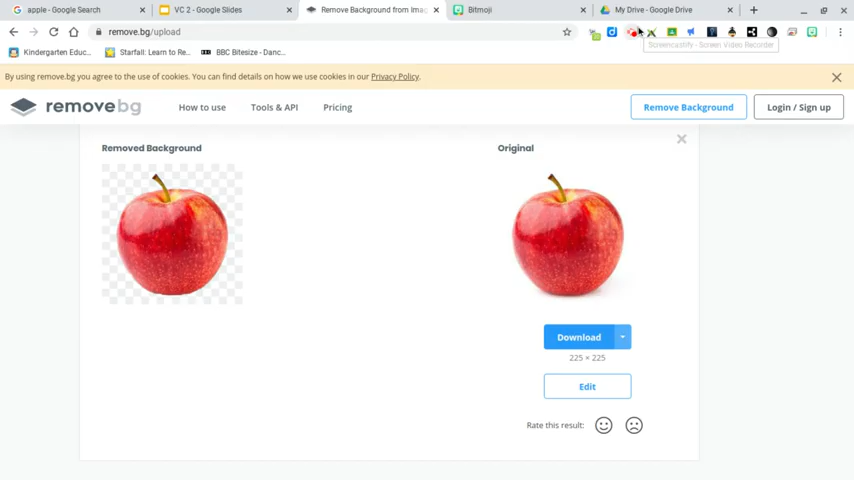 apple - Google Search
VC 2 - Google Slides
Remove Background from Imag
Bitmoji
My Drive - Google Drive
remove.bg/upload
Screencastify - Screen Video Recorder
Kindergarten Educ...
Starfall: Learn to Re...
BBC Bitesize - Danc...
By using remove.bg you agree to the use of cookies. You can find details on how we use cookies in our Privacy Policy.
removebg
How to use
Tools & API
Pricing
Remove Background
Login / Sign up
Removed Background
Original
Download
225 × 225
Edit
Rate this result: